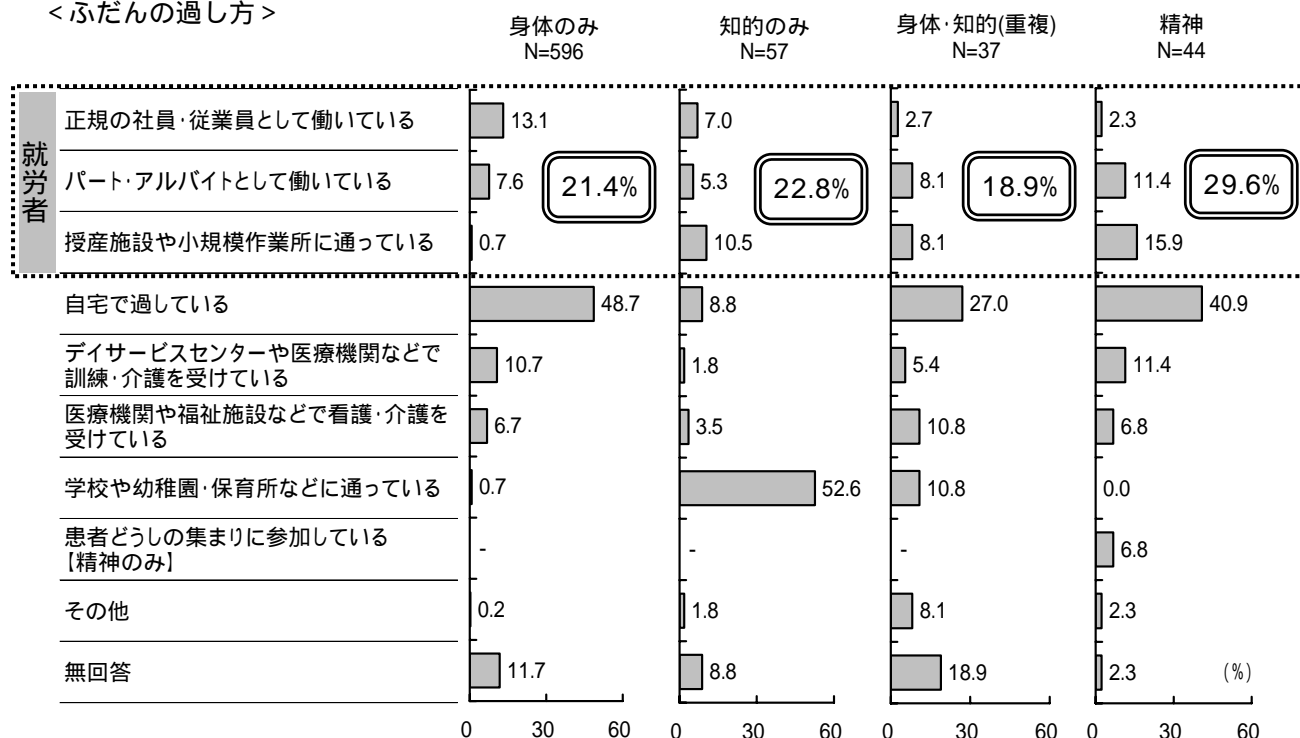 <ふだんの過し方>
身体のみ 知的のみ 身体･知的(重複) 精神
N=596 N=57 N=37 N=44
就労者
正規の社員･従業員として働いている 13.1 7.0 2.7 2.3
パート･アルバイトとして働いている 7.6 21.4% 5.3 22.8% 8.1 18.9% 11.4 29.6%
授産施設や小規模作業所に通っている 0.7 10.5 8.1 15.9
自宅で過している 48.7 8.8 27.0 40.9
デイサービスセンターや医療機関などで
訓練･介護を受けている 10.7 1.8 5.4 11.4
医療機関や福祉施設などで看護･介護を
受けている 6.7 3.5 10.8 6.8
学校や幼稚園･保育所などに通っている 0.7 52.6 10.8 0.0
患者どうしの集まりに参加している
【精神のみ】 - - - 6.8
その他 0.2 1.8 8.1 2.3
無回答 11.7 8.8 18.9 2.3 (%)
0 30 60 0 30 60 0 30 60 0 30 60